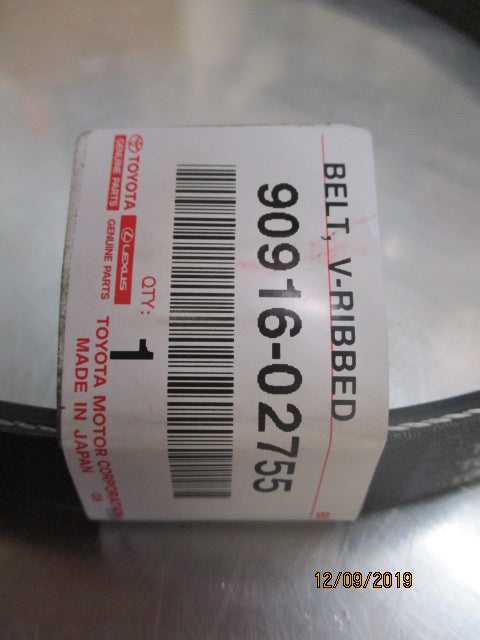 BELT, V-RIBBED
90916-02755
QTY:
1
TOYOTA
GENUINE PARTS
LEXUS
GENUINE PARTS
TOYOTA MOTOR CORPORATION
MADE IN JAPAN
12/09/2019